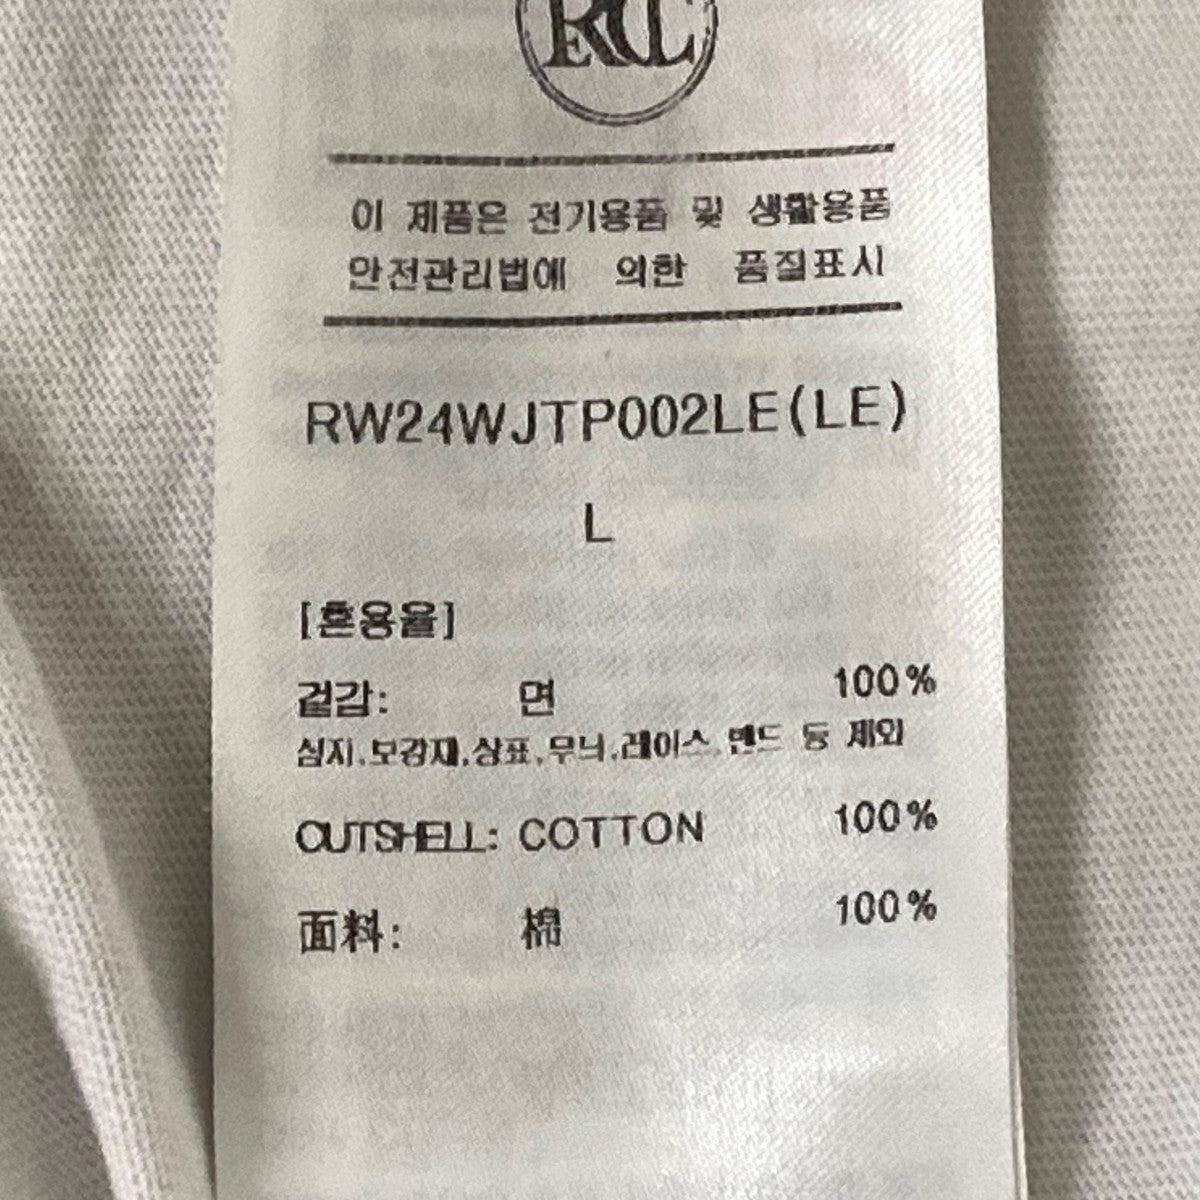 이 제품은 전기용품 및 생활용품
안전관리법에 의한 품질표시
RW24WJTP002LE(LE)
L
[혼용율]
겉감: 면 100%
심지.보강재.상표.무늬.레이스.밴드 등 제외
OUTSHELL: COTTON 100%
面料: 棉 100%